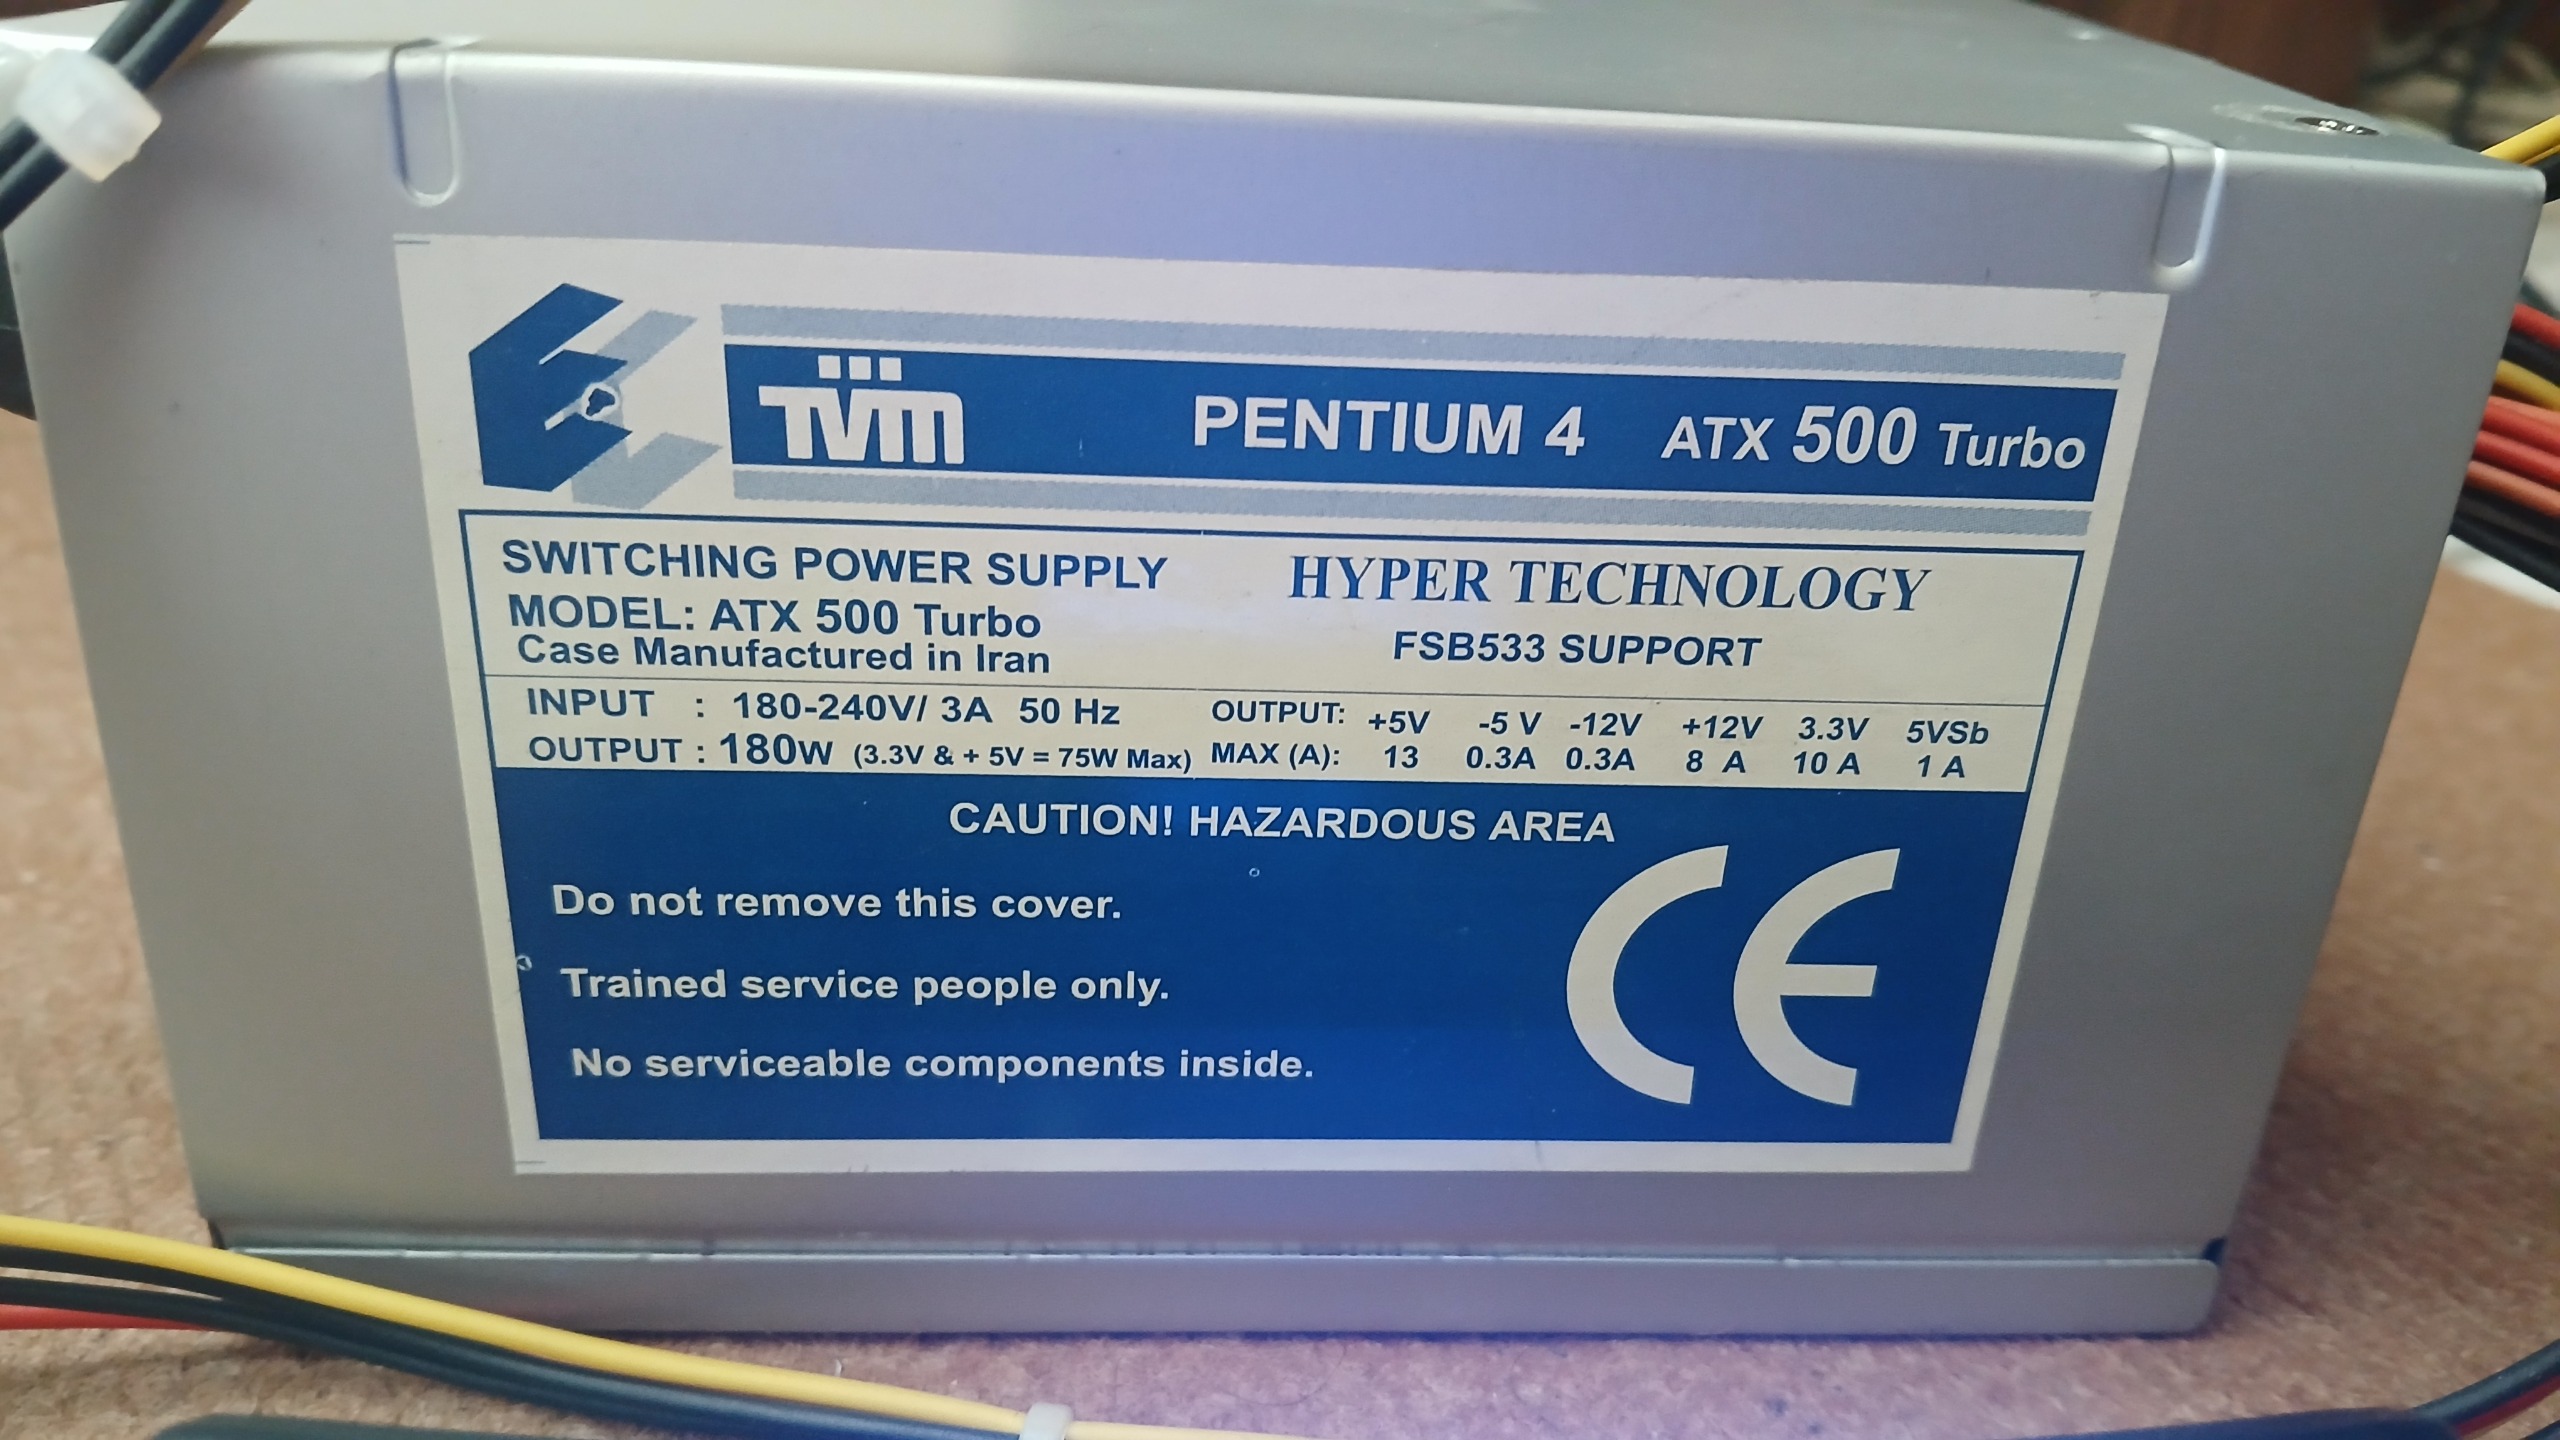 TVM PENTIUM 4 ATX 500 Turbo
SWITCHING POWER SUPPLY
MODEL: ATX 500 Turbo
Case Manufactured in Iran
HYPER TECHNOLOGY
FSB533 SUPPORT
INPUT : 180-240V/ 3A 50 Hz
OUTPUT : 180W (3.3V & + 5V = 75W Max)
OUTPUT: +5V -5 V -12V +12V 3.3V 5VSb
MAX (A): 13 0.3A 0.3A 8 A 10 A 1 A
CAUTION! HAZARDOUS AREA
Do not remove this cover.
Trained service people only.
No serviceable components inside.
CE